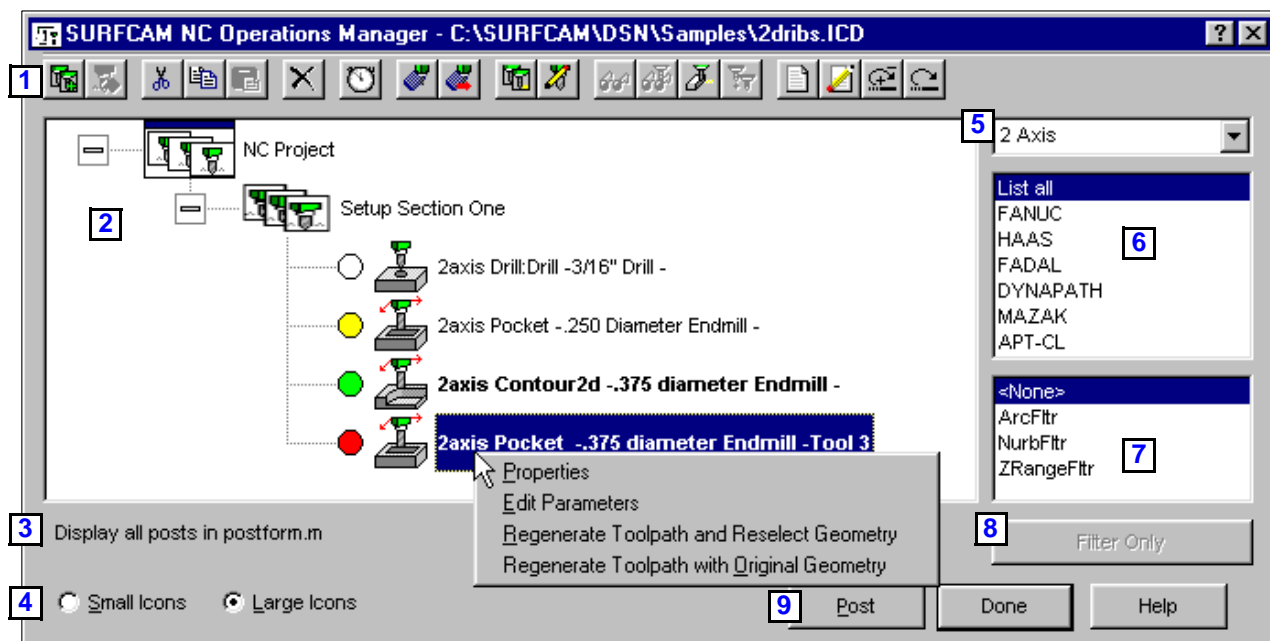 SURFCAM NC Operations Manager - C:\SURFCAM\DSN\Samples\2dribs.ICD
1
2
NC Project
Setup Section One
2axis Drill:Drill -3/16" Drill -
2axis Pocket -.250 Diameter Endmill -
2axis Contour2d -.375 diameter Endmill -
2axis Pocket -.375 diameter Endmill -Tool 3
Properties
Edit Parameters
Regenerate Toolpath and Reselect Geometry
Regenerate Toolpath with Original Geometry
5
2 Axis
List all
FANUC
HAAS
FADAL
DYNAPATH
MAZAK
APT-CL
6
<None>
ArcFltr
NurbFltr
ZRangeFltr
7
3
Display all posts in postform.m
8
Filter Only
4
Small Icons
Large Icons
9
Post
Done
Help